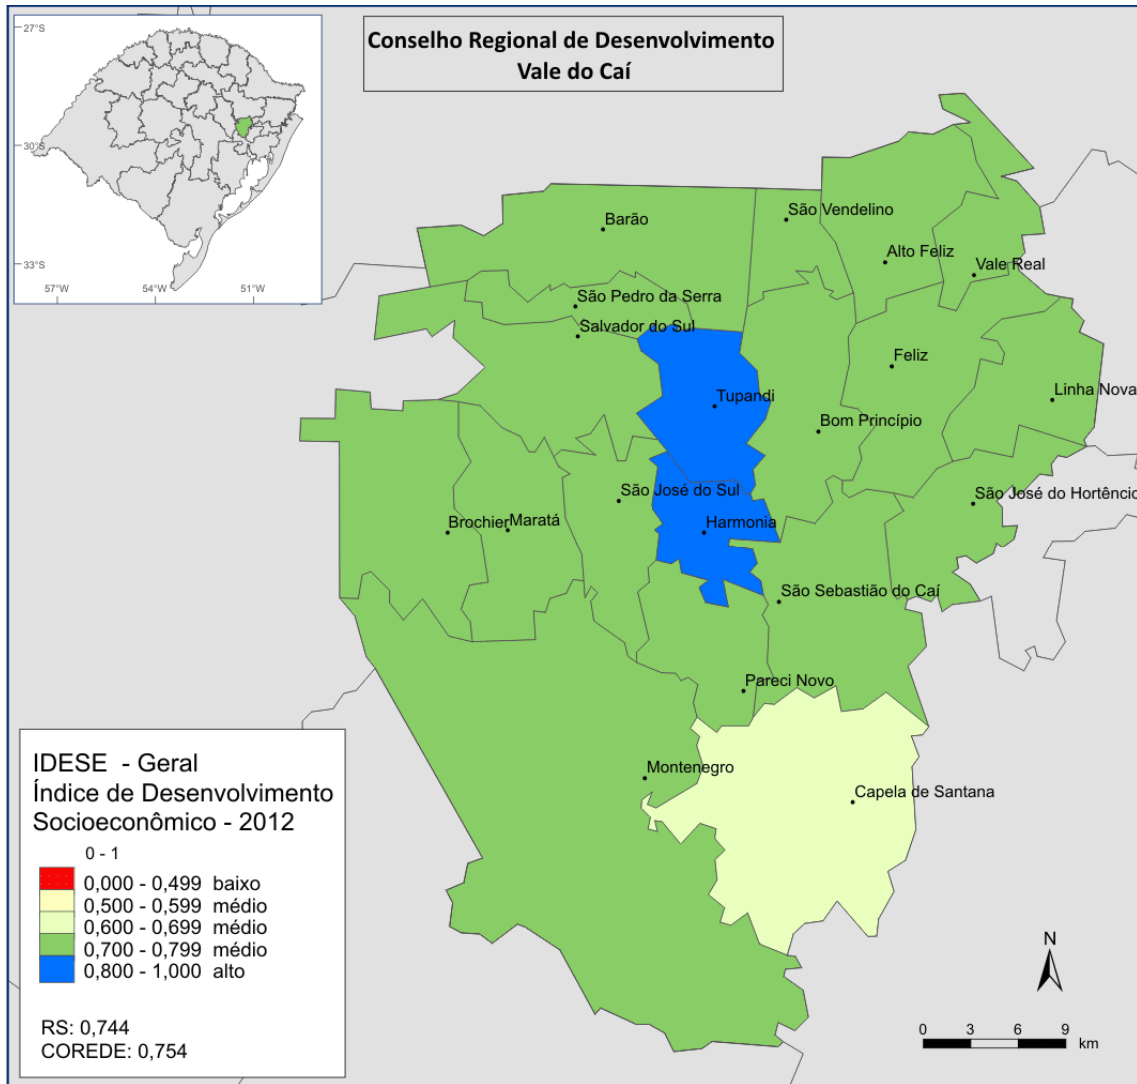 Conselho Regional de Desenvolvimento
Vale do Caí
27°S
30°S
33°S
57°W
54°W
51°W
Barão
São Vendelino
Alto Feliz
Vale Real
São Pedro da Serra
Salvador do Sul
Feliz
Tupandi
Linha Nova
Bom Princípio
São José do Sul
São José do Hortêncio
Brochier
Maratá
Harmonia
São Sebastião do Caí
Pareci Novo
Montenegro
Capela de Santana
IDESE - Geral
Índice de Desenvolvimento
Socioeconômico - 2012
0 - 1
0,000 - 0,499 baixo
0,500 - 0,599 médio
0,600 - 0,699 médio
0,700 - 0,799 médio
0,800 - 1,000 alto
RS: 0,744
COREDE: 0,754
N
0 3 6 9
km